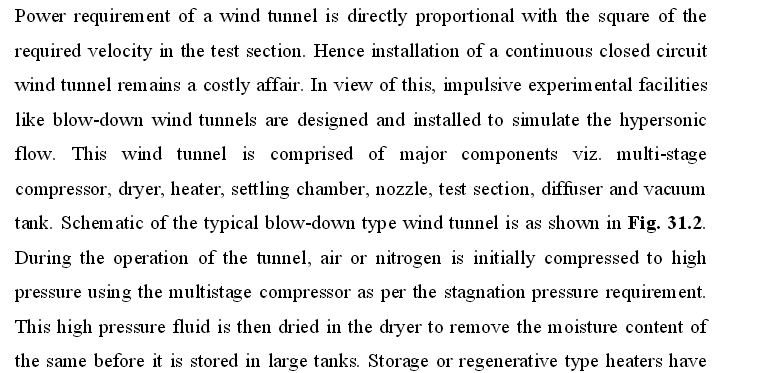 Power requirement of a wind tunnel is directly proportional with the square of the
required velocity in the test section. Hence installation of a continuous closed circuit
wind tunnel remains a costly affair. In view of this, impulsive experimental facilities
like blow-down wind tunnels are designed and installed to simulate the hypersonic
flow. This wind tunnel is comprised of major components viz. multi-stage
compressor, dryer, heater, settling chamber, nozzle, test section, diffuser and vacuum
tank. Schematic of the typical blow-down type wind tunnel is as shown in Fig. 31.2.
During the operation of the tunnel, air or nitrogen is initially compressed to high
pressure using the multistage compressor as per the stagnation pressure requirement.
This high pressure fluid is then dried in the dryer to remove the moisture content of
the same before it is stored in large tanks. Storage or regenerative type heaters have